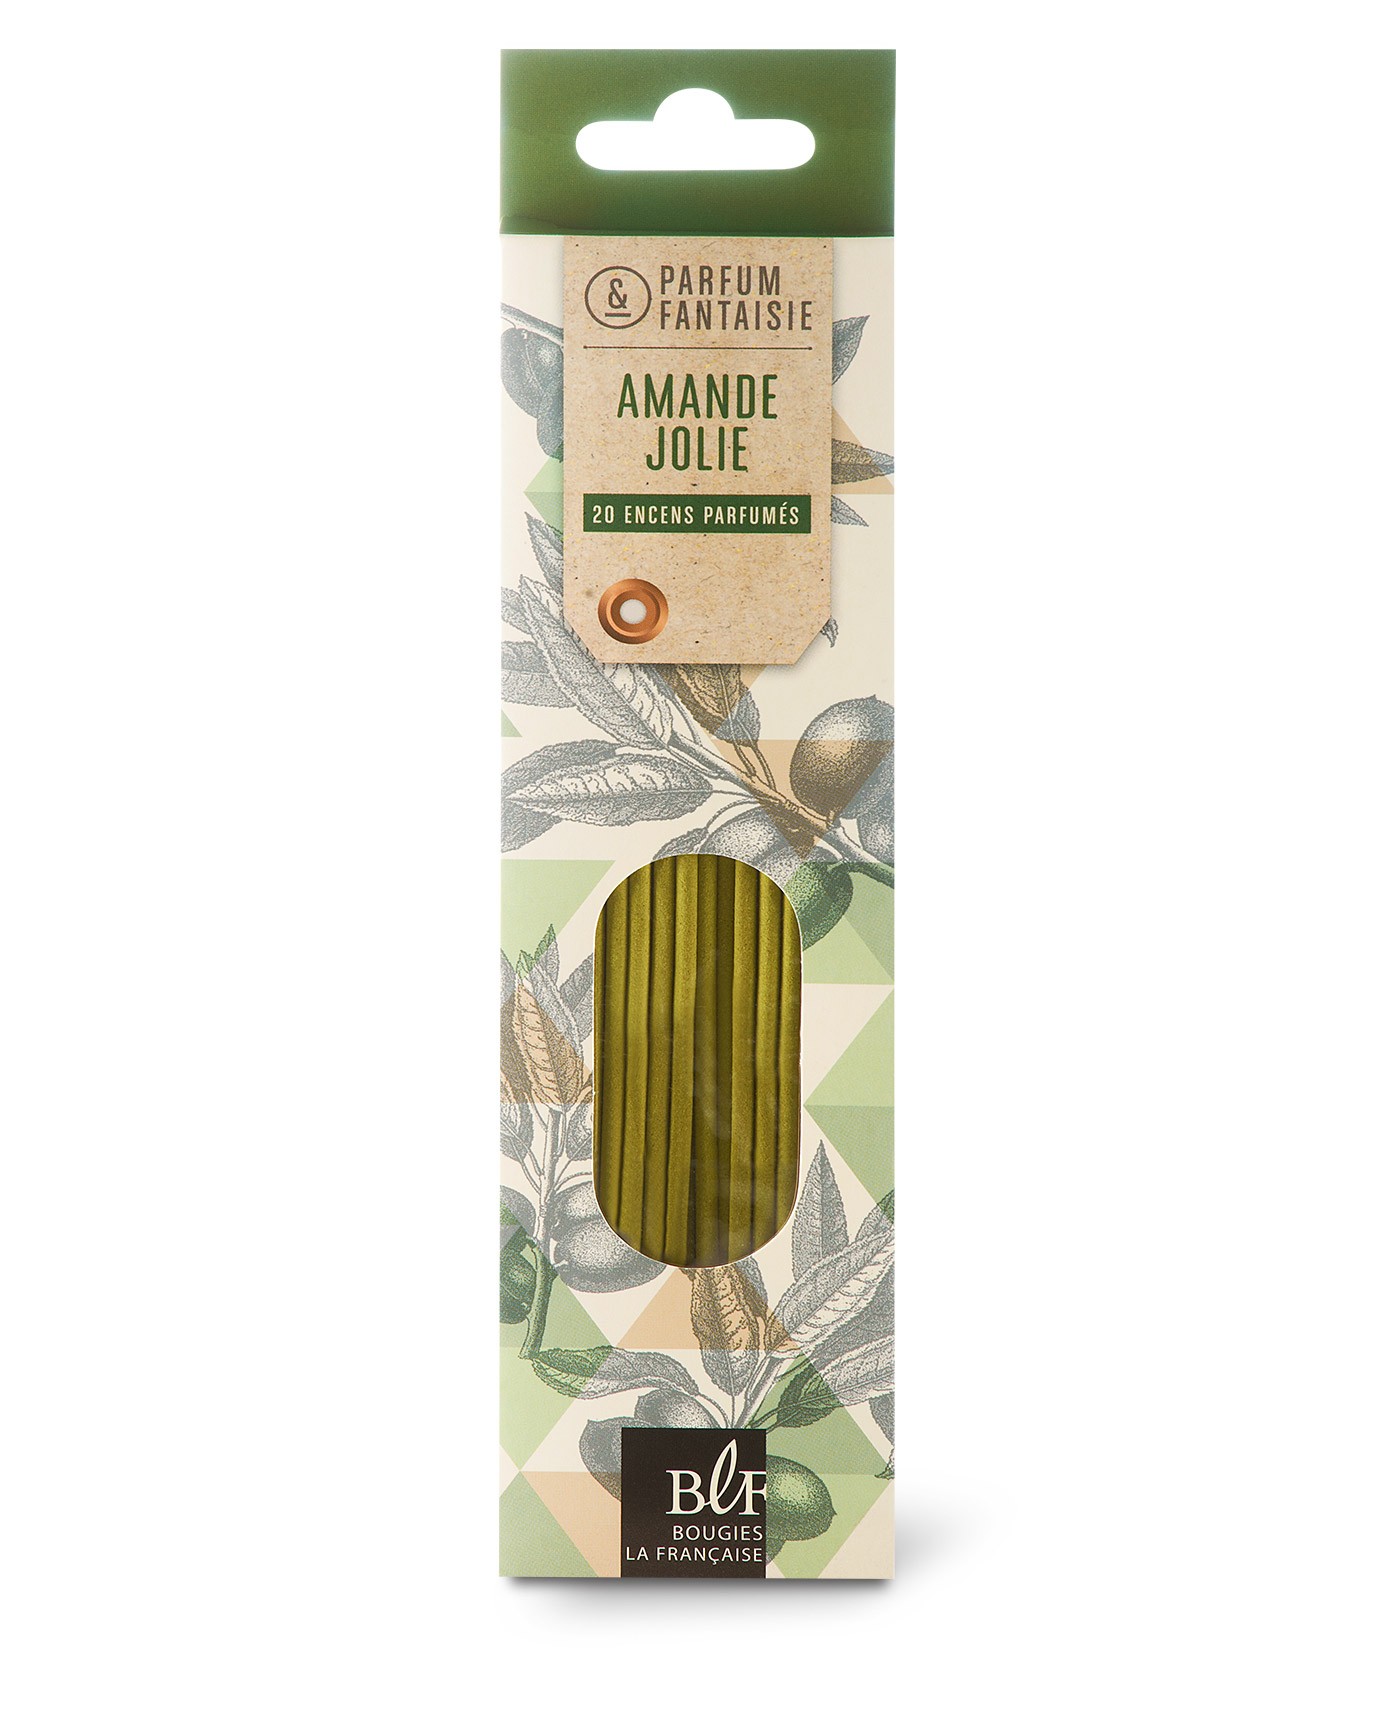 &
PARFUM
FANTAISIE
AMANDE
JOLIE
20 ENCENS PARFUMÉS
BlF
BOUGIES
LA FRANÇAISE